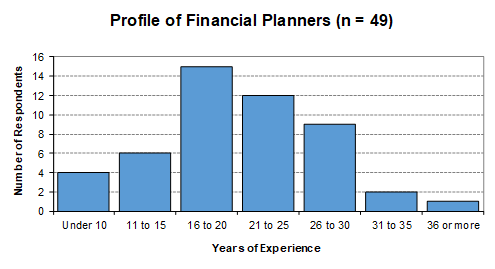 Profile of Financial Planners (n = 49)
Number of Respondents
16
14
12
10
8
6
4
2
0
Under 10 11 to 15 16 to 20 21 to 25 26 to 30 31 to 35 36 or more
Years of Experience